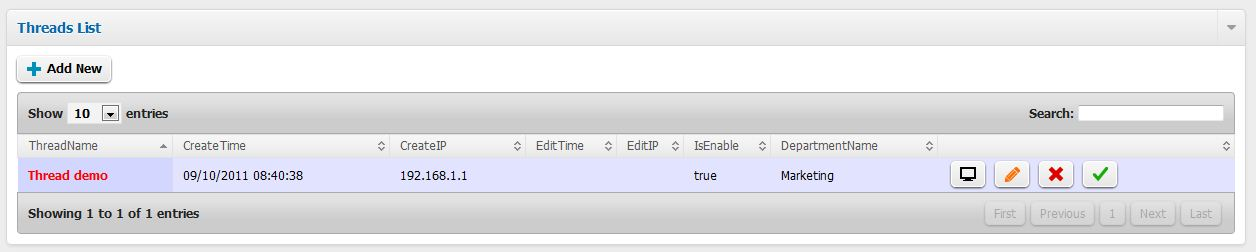 Threads List
Add New
Show 10 entries Search:
ThreadName CreateTime CreateIP EditTime EditIP IsEnable DepartmentName
Thread demo 09/10/2011 08:40:38 192.168.1.1 true Marketing
Showing 1 to 1 of 1 entries First Previous 1 Next Last